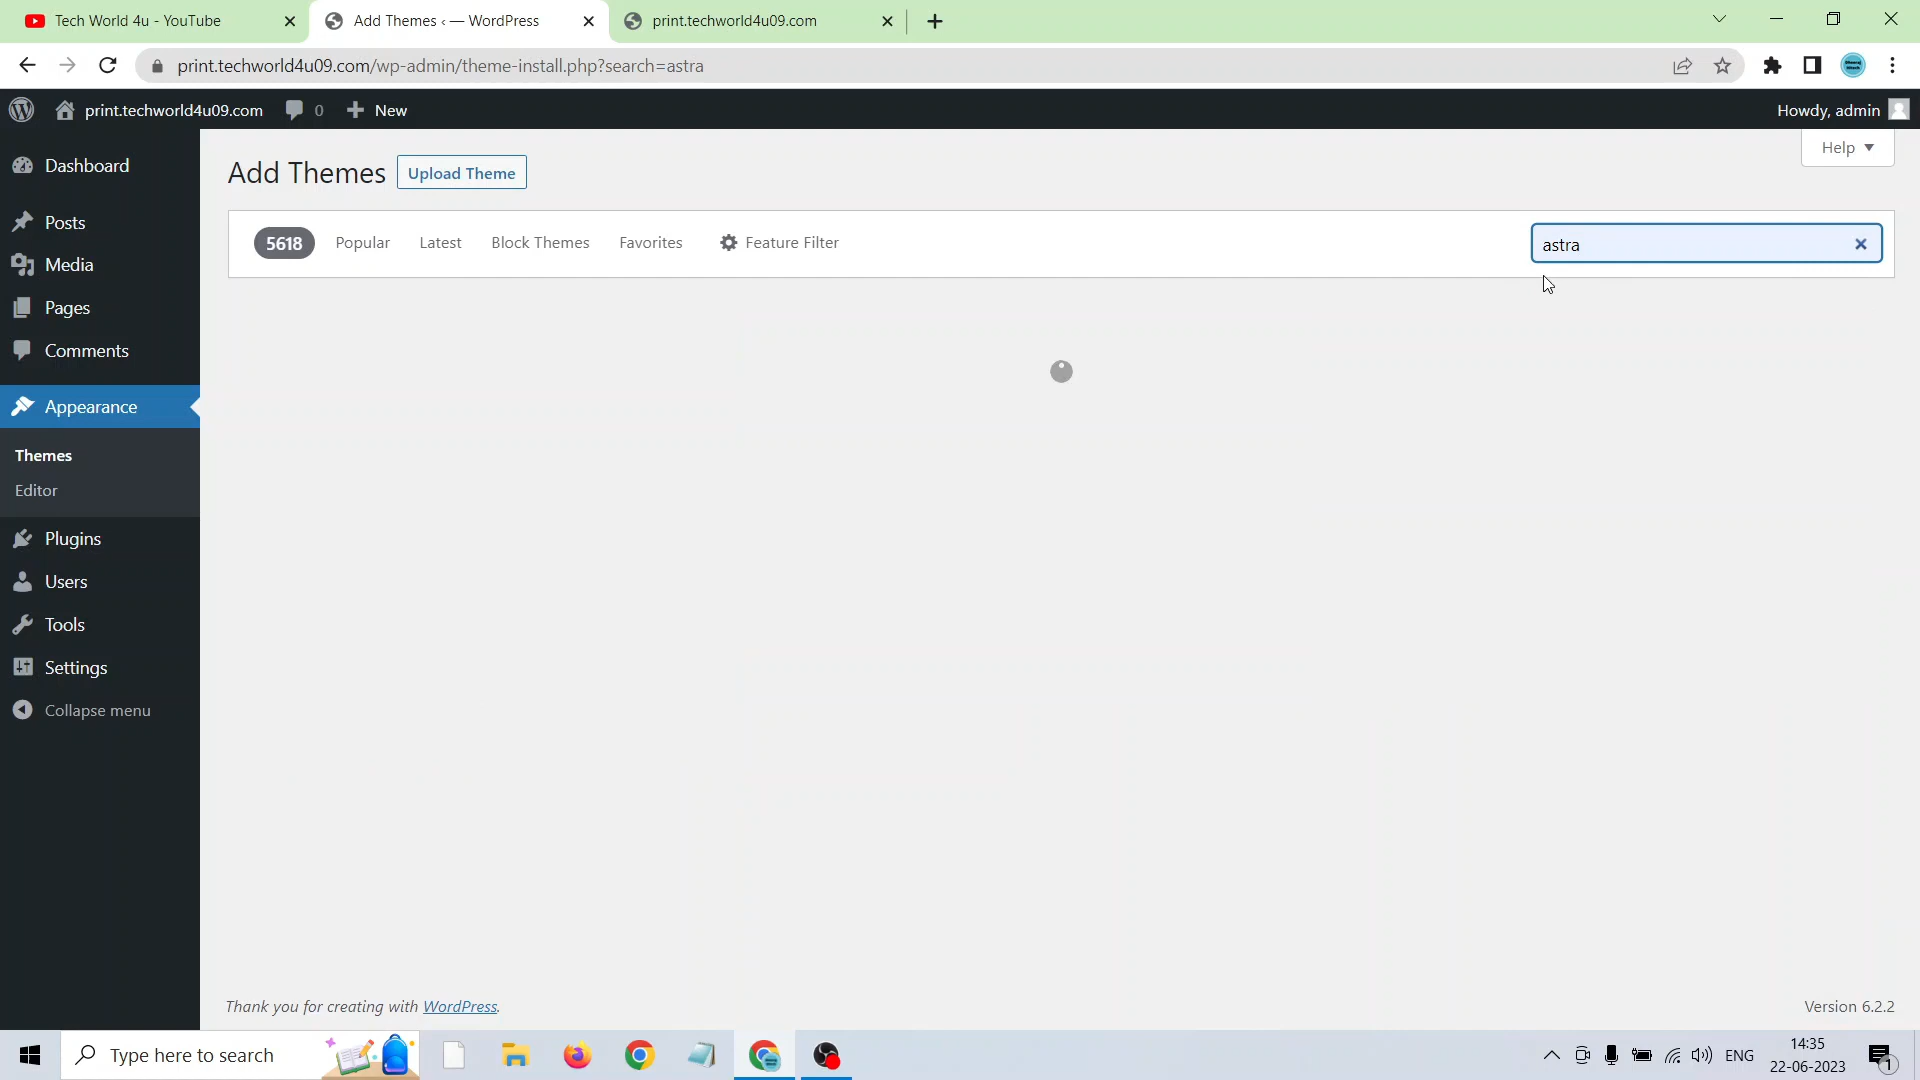 Tech World 4u - YouTube
Add Themes ‹ — WordPress
print.techworld4u09.com
print.techworld4u09.com/wp-admin/theme-install.php?search=astra
print.techworld4u09.com
0
New
Howdy, admin
Dashboard
Posts
Media
Pages
Comments
Appearance
Themes
Editor
Plugins
Users
Tools
Settings
Collapse menu
Help
Add Themes
Upload Theme
5618
Popular
Latest
Block Themes
Favorites
Feature Filter
astra
Thank you for creating with WordPress.
Version 6.2.2
Type here to search
ENG
14:35
22-06-2023
1